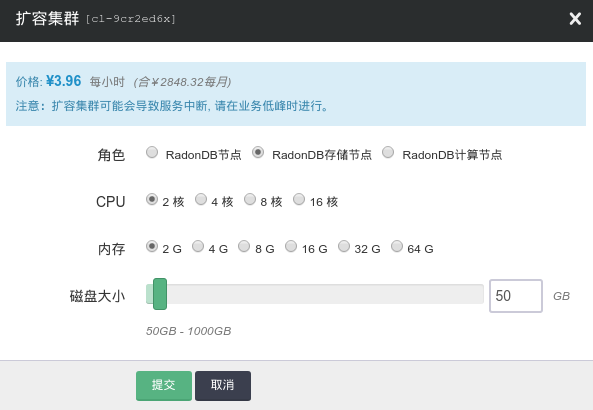 扩容集群 [cl-9cr2ed6x]
价格: ¥3.96 每小时 (合¥2848.32每月)
注意：扩容集群可能会导致服务中断, 请在业务低峰时进行。
角色 RadonDB节点 RadonDB存储节点 RadonDB计算节点
CPU 2 核 4 核 8 核 16 核
内存 2 G 4 G 8 G 16 G 32 G 64 G
磁盘大小 50 GB
50GB - 1000GB
提交 取消